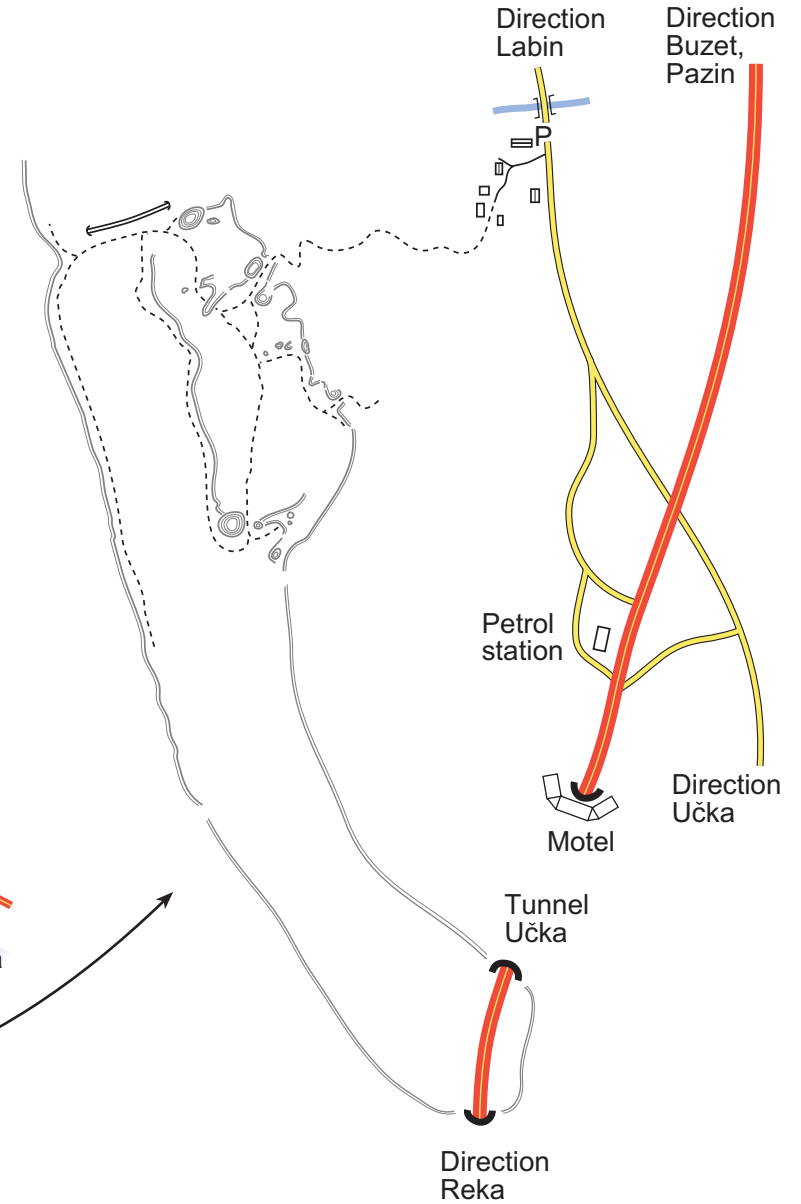 Direction
Labin
Direction
Buzet,
Pazin
P
Petrol
station
Direction
Učka
Motel
Tunnel
Učka
Direction
Reka